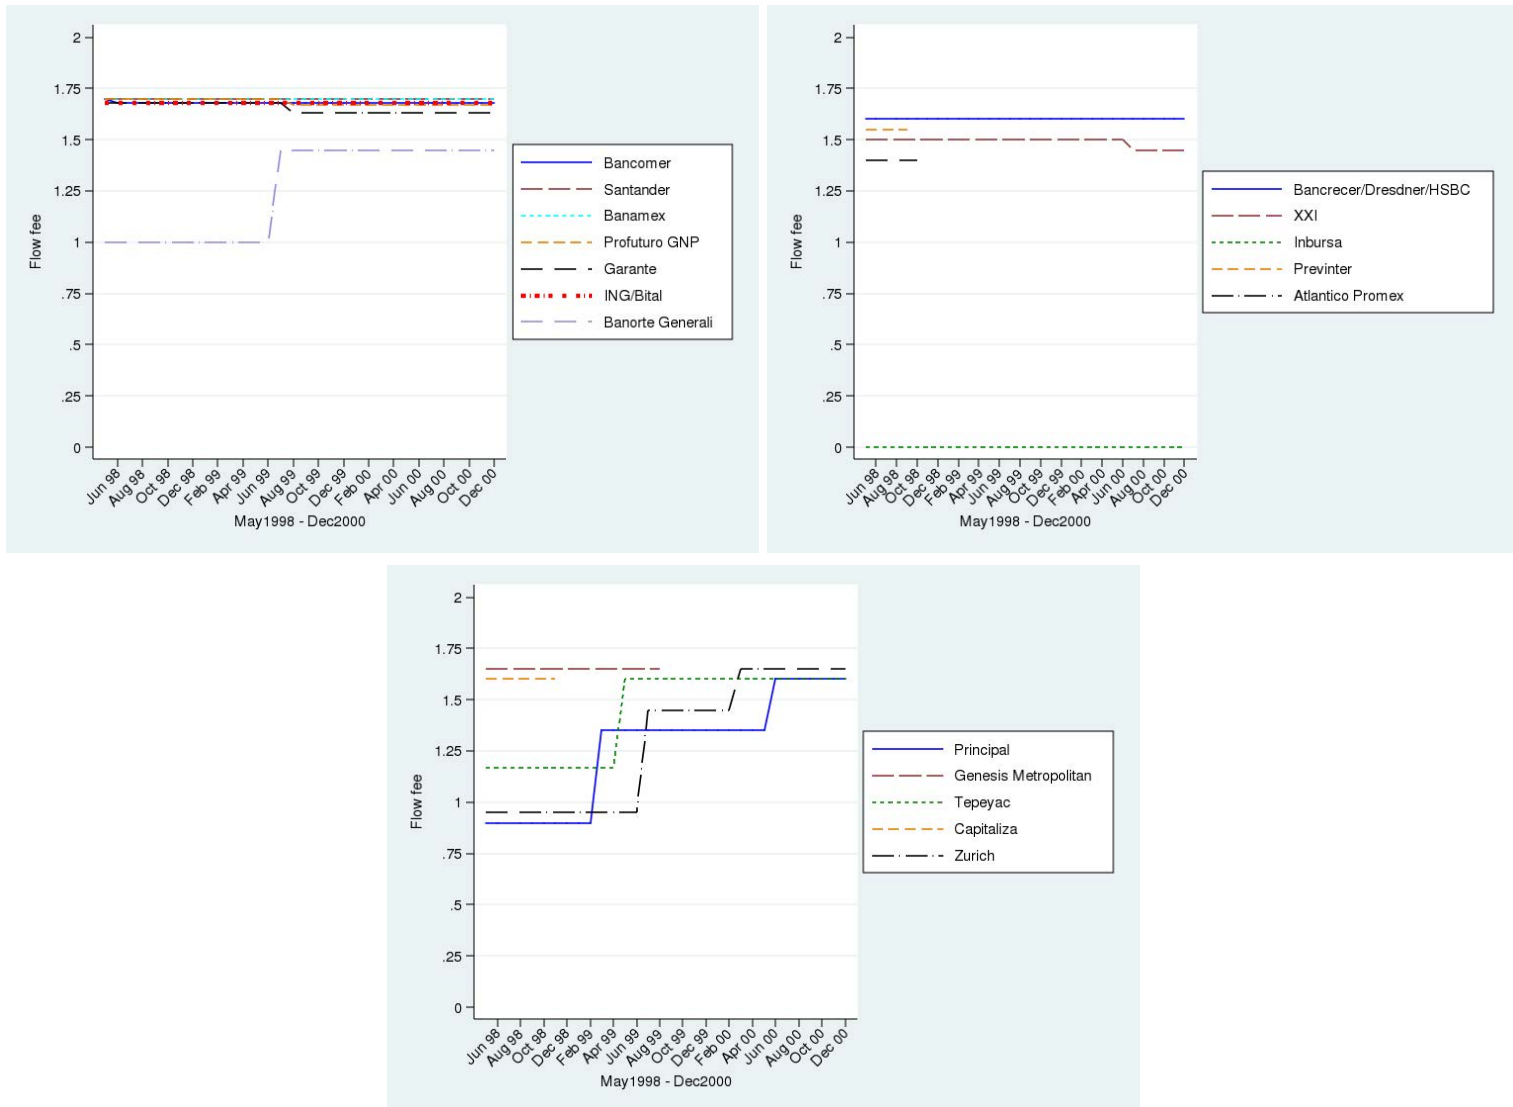 2
1.75
1.5
1.25
1
.75
.5
.25
0
Flow fee
Jun 98
Aug 98
Oct 98
Dec 98
Feb 99
Apr 99
Jun 99
Aug 99
Oct 99
Dec 99
Feb 00
Apr 00
Jun 00
Aug 00
Oct 00
Dec 00
May1998 - Dec2000
Bancomer
Santander
Banamex
Profuturo GNP
Garante
ING/Bital
Banorte Generali
2
1.75
1.5
1.25
1
.75
.5
.25
0
Flow fee
Jun 98
Aug 98
Oct 98
Dec 98
Feb 99
Apr 99
Jun 99
Aug 99
Oct 99
Dec 99
Feb 00
Apr 00
Jun 00
Aug 00
Oct 00
Dec 00
May1998 - Dec2000
Bancrecer/Dresdner/HSBC
XXI
Inbursa
Previnter
Atlantico Promex
2
1.75
1.5
1.25
1
.75
.5
.25
0
Flow fee
Jun 98
Aug 98
Oct 98
Dec 98
Feb 99
Apr 99
Jun 99
Aug 99
Oct 99
Dec 99
Feb 00
Apr 00
Jun 00
Aug 00
Oct 00
Dec 00
May1998 - Dec2000
Principal
Genesis Metropolitan
Tepeyac
Capitaliza
Zurich